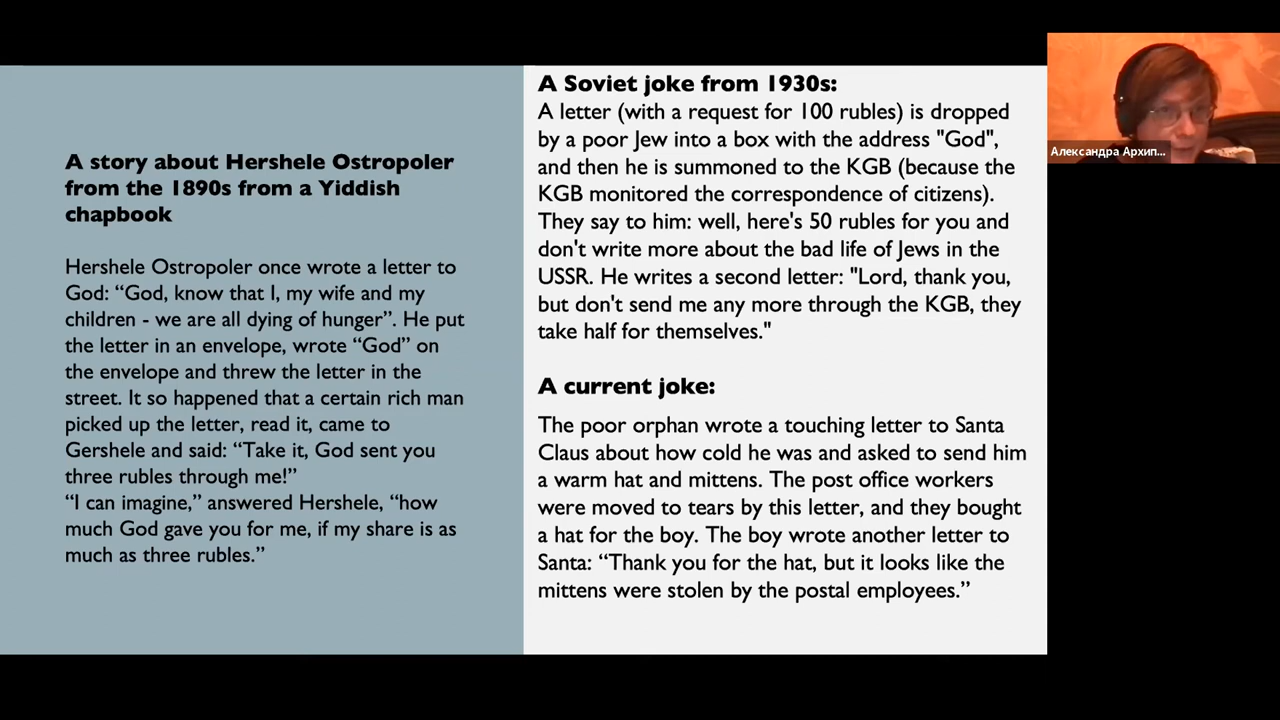 A story about Hershele Ostropoler
from the 1890s from a Yiddish
chapbook
Hershele Ostropoler once wrote a letter to
God: “God, know that I, my wife and my
children - we are all dying of hunger”. He put
the letter in an envelope, wrote “God” on
the envelope and threw the letter in the
street. It so happened that a certain rich man
picked up the letter, read it, came to
Gershele and said: “Take it, God sent you
three rubles through me!”
“I can imagine,” answered Hershele, “how
much God gave you for me, if my share is as
much as three rubles.”
A Soviet joke from 1930s:
A letter (with a request for 100 rubles) is dropped
by a poor Jew into a box with the address "God",
and then he is summoned to the KGB (because the
KGB monitored the correspondence of citizens).
They say to him: well, here's 50 rubles for you and
don't write more about the bad life of Jews in the
USSR. He writes a second letter: "Lord, thank you,
but don't send me any more through the KGB, they
take half for themselves."
A current joke:
The poor orphan wrote a touching letter to Santa
Claus about how cold he was and asked to send him
a warm hat and mittens. The post office workers
were moved to tears by this letter, and they bought
a hat for the boy. The boy wrote another letter to
Santa: “Thank you for the hat, but it looks like the
mittens were stolen by the postal employees.”
Александра Архип...